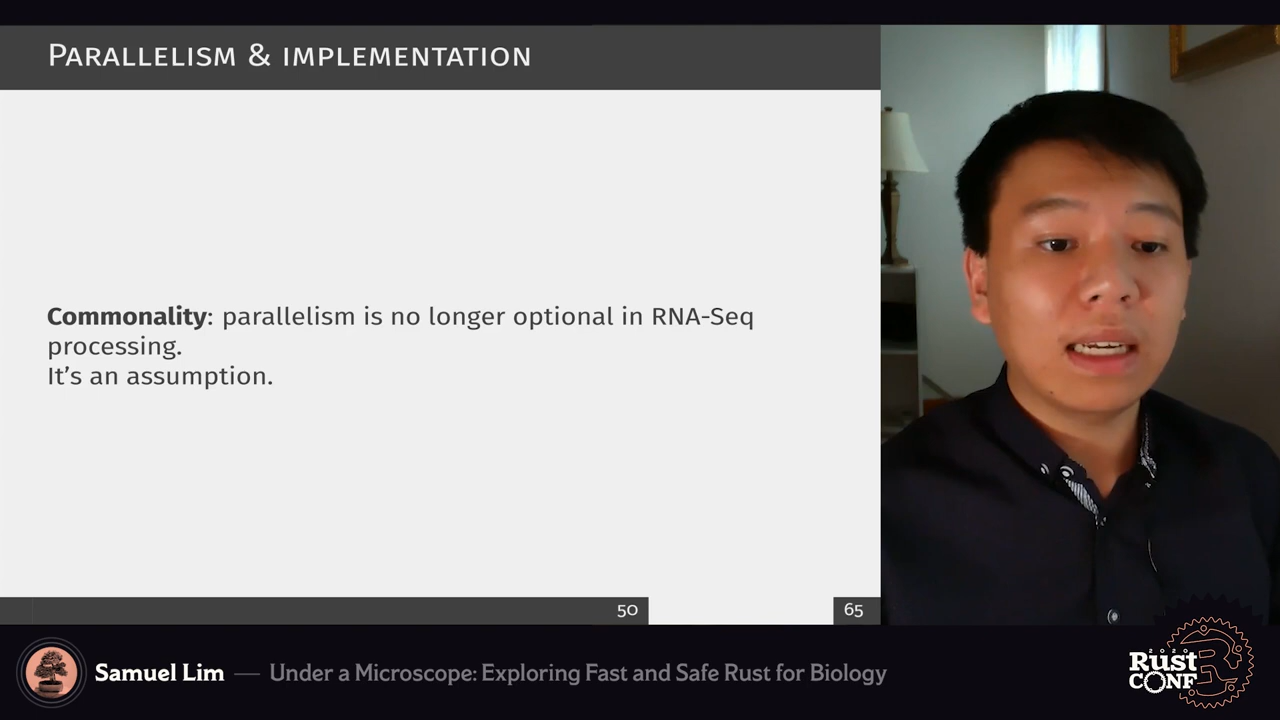 PARALLELISM & IMPLEMENTATION
Commonality: parallelism is no longer optional in RNA-Seq
processing.
It's an assumption.
50
65
Samuel Lim — Under a Microscope: Exploring Fast and Safe Rust for Biology
2020
Rust
CONF
R